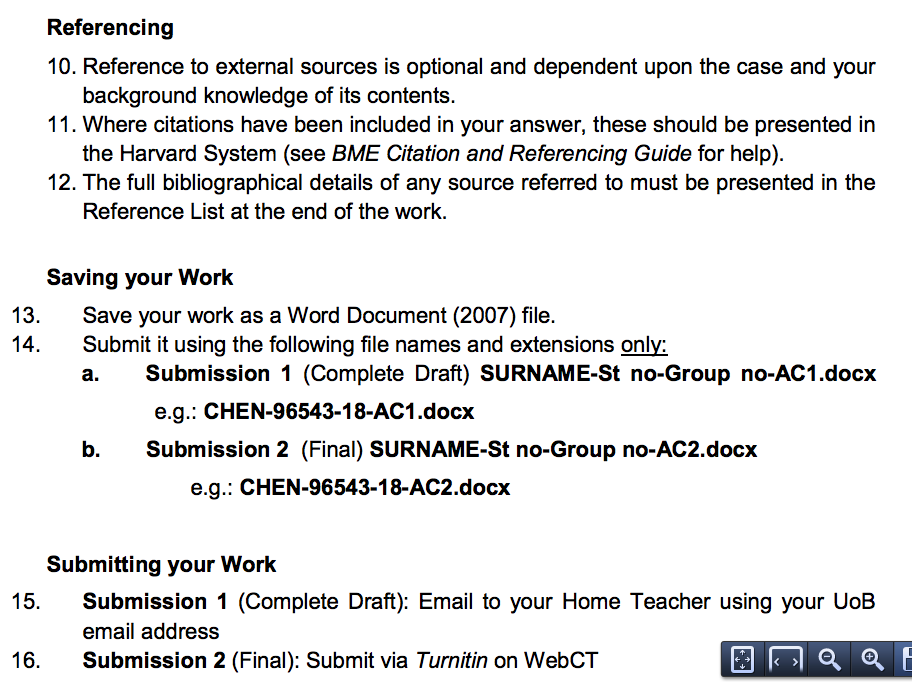 Referencing
10. Reference to external sources is optional and dependent upon the case and your
background knowledge of its contents.
11. Where citations have been included in your answer, these should be presented in
the Harvard System (see BME Citation and Referencing Guide for help).
12. The full bibliographical details of any source referred to must be presented in the
Reference List at the end of the work.
Saving your Work
13. Save your work as a Word Document (2007) file.
14. Submit it using the following file names and extensions only:
a. Submission 1 (Complete Draft) SURNAME-St no-Group no-AC1.docx
e.g.: CHEN-96543-18-AC1.docx
b. Submission 2 (Final) SURNAME-St no-Group no-AC2.docx
e.g.: CHEN-96543-18-AC2.docx
Submitting your Work
15. Submission 1 (Complete Draft): Email to your Home Teacher using your UoB
email address
16. Submission 2 (Final): Submit via Turnitin on WebCT